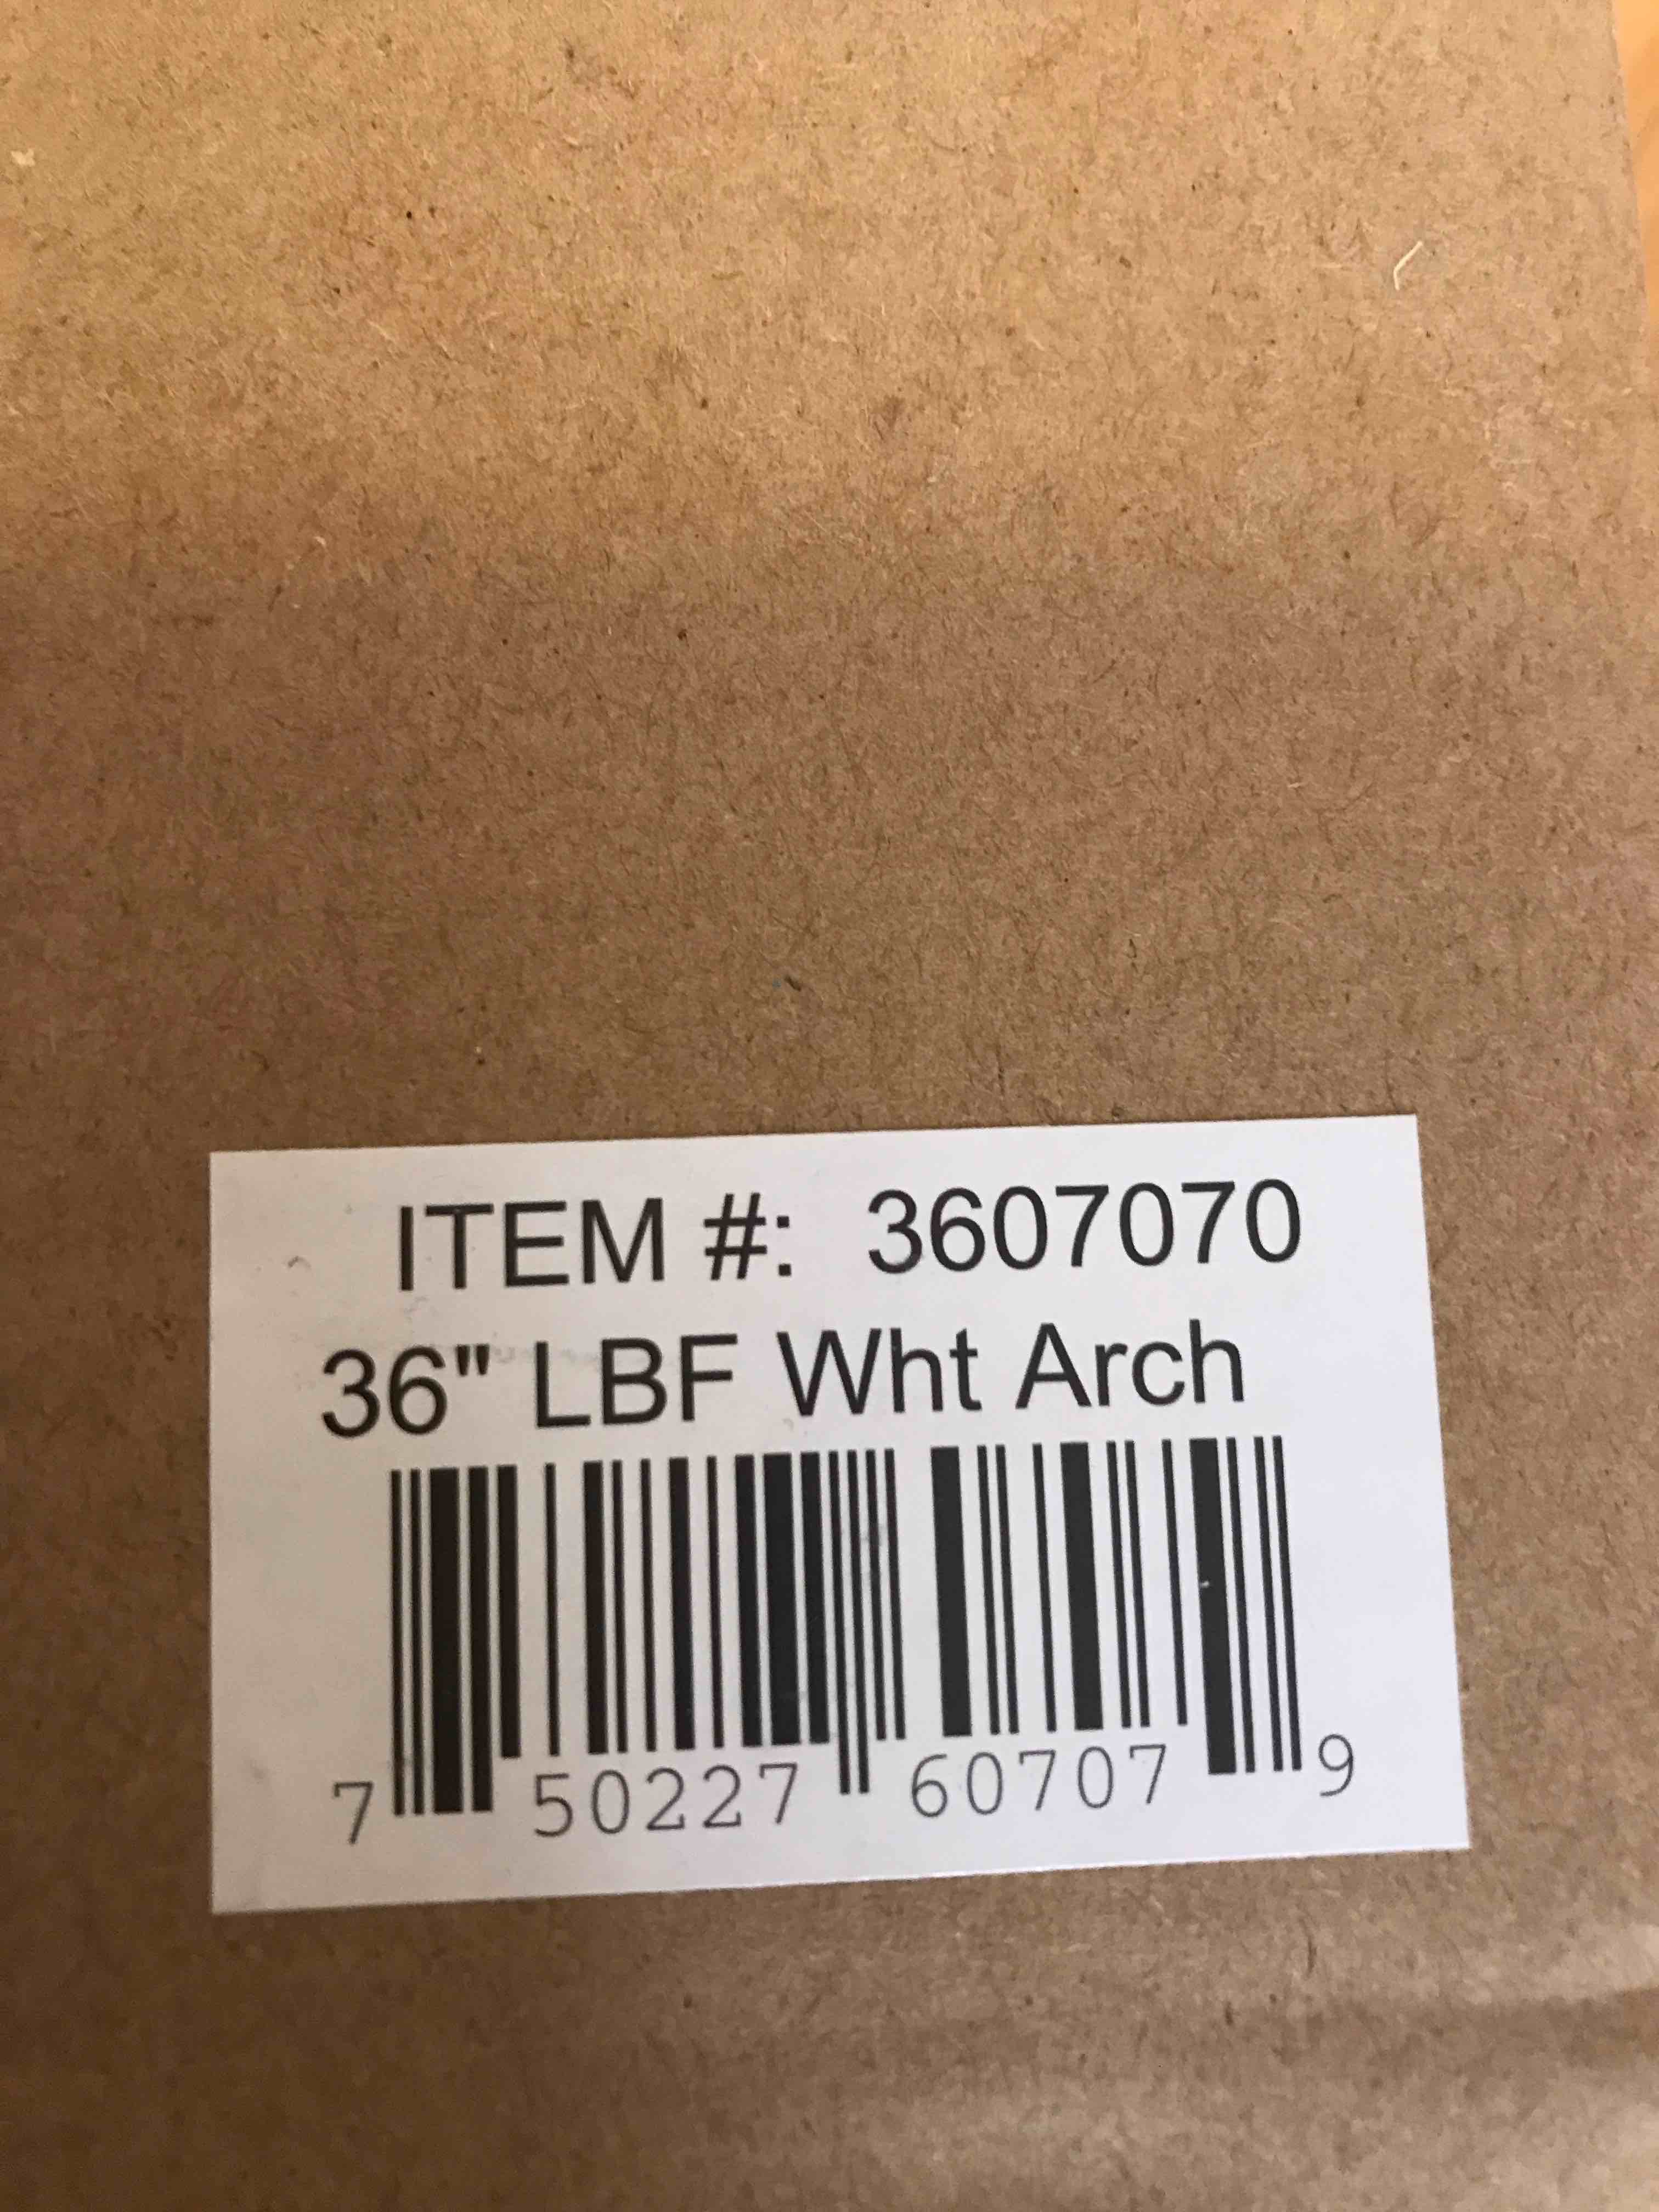 ITEM #: 3607070
36" LBF Wht Arch
7 50227 60707 9